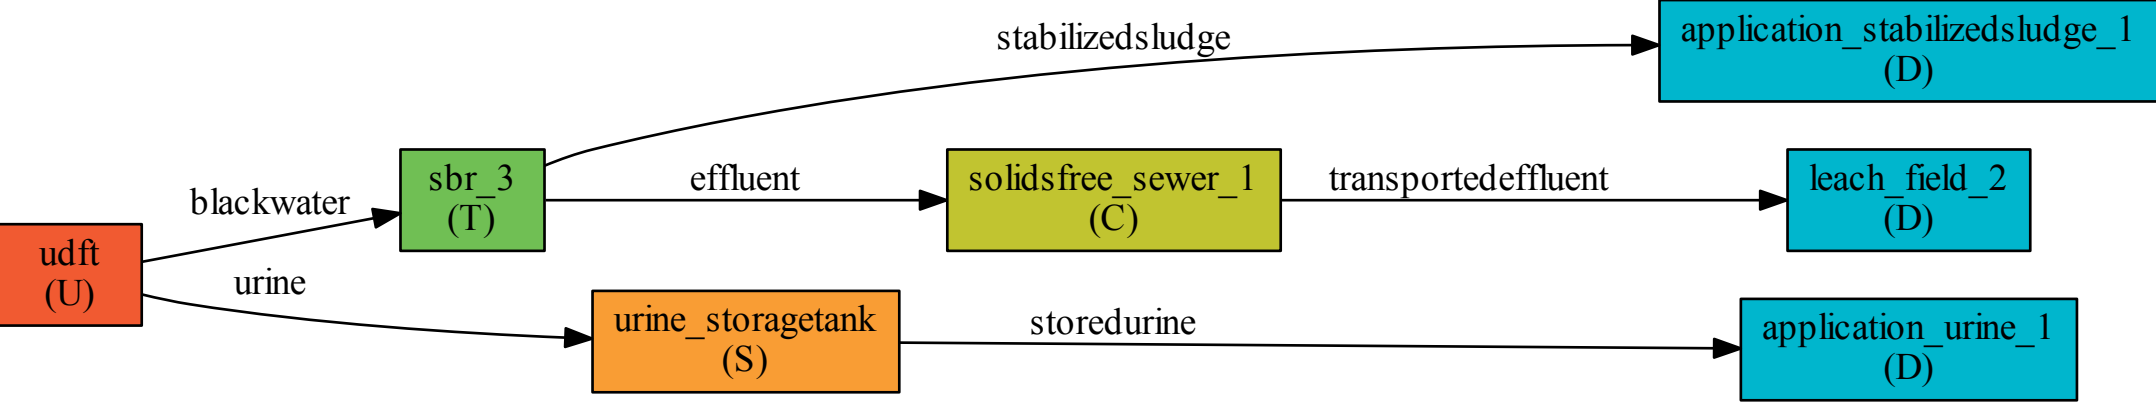 stabilizedsludge
application_stabilizedsludge_1
(D)
blackwater
sbr_3
(T)
effluent
solidsfree_sewer_1
(C)
transportedeffluent
leach_field_2
(D)
udft
(U)
urine
urine_storagetank
(S)
storedurine
application_urine_1
(D)